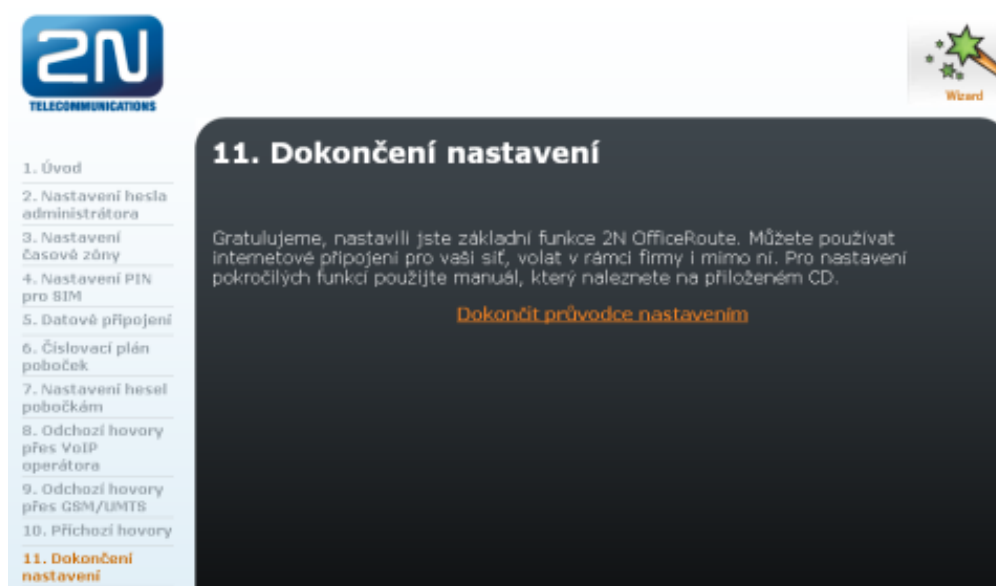 2N
TELECOMMUNICATIONS
Wizard
1. Úvod
2. Nastavení hesla
administrátora
3. Nastavení
časové zóny
4. Nastavení PIN
pro SIM
5. Datové připojení
6. Číslovací plán
poboček
7. Nastavení hesel
pobočkám
8. Odchozí hovory
přes VoIP
operátora
9. Odchozí hovory
přes GSM/UMTS
10. Příchozí hovory
11. Dokončení
nastavení
11. Dokončení nastavení
Gratulujeme, nastavili jste základní funkce 2N OfficeRoute. Můžete používat
internetové připojení pro vaši síť, volat v rámci firmy i mimo ní. Pro nastavení
pokročilých funkcí použijte manuál, který naleznete na přiloženém CD.
Dokončit průvodce nastavením